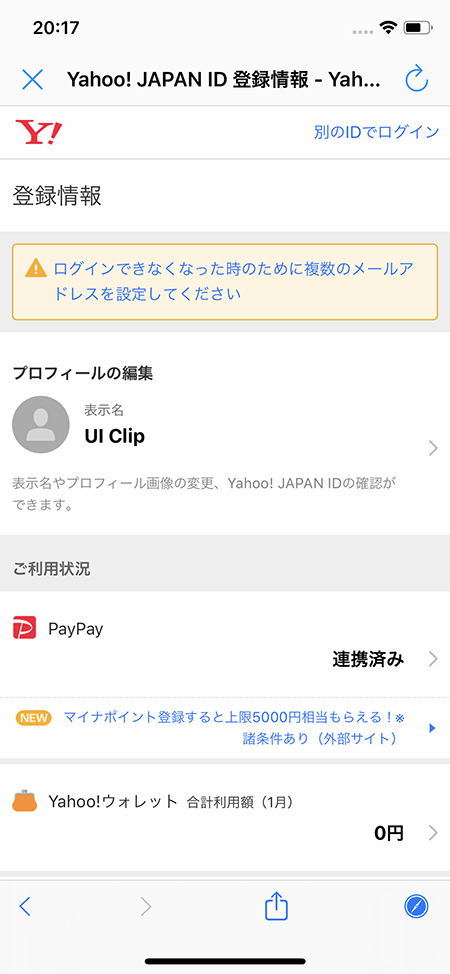 20:17
Yahoo! JAPAN ID 登録情報 - Yah...
Y!
別のIDでログイン
登録情報
ログインできなくなった時のために複数のメールア
ドレスを設定してください
プロフィールの編集
表示名
UI Clip
表示名やプロフィール画像の変更、Yahoo! JAPAN IDの確認が
できます。
ご利用状況
PayPay
連携済み
NEW マイナポイント登録すると上限5000円相当もらえる！※
諸条件あり（外部サイト）
Yahoo!ウォレット 合計利用額（1月）
0円